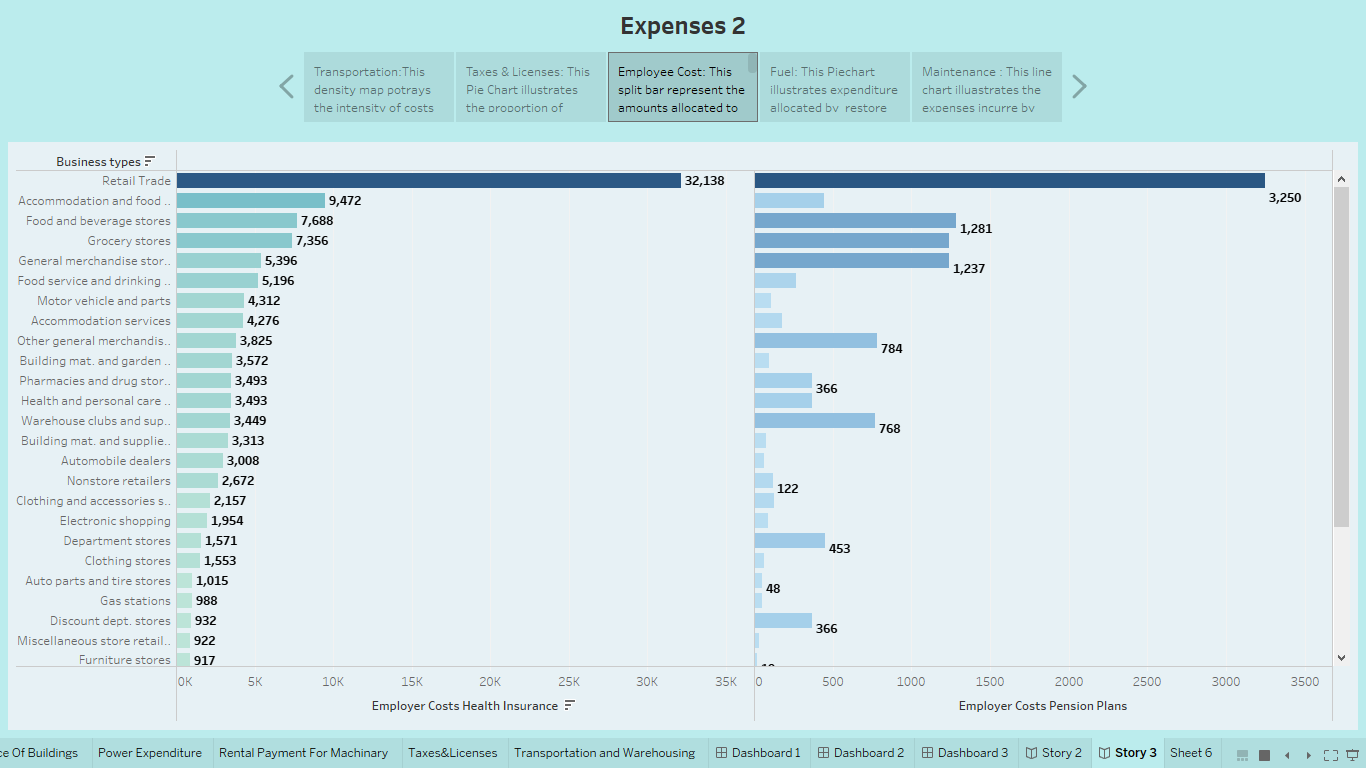 Expenses 2
Transportation:This
density map potrays
the intensity of costs
Taxes & Licenses: This
Pie Chart illustrates
the proportion of
Employee Cost: This
split bar represent the
amounts allocated to
Fuel: This Piechart
illustrates expenditure
allocated by restore
Maintenance : This line
chart illuastrates the
expenses incurre by
Business types
Retail Trade 32,138 3,250
Accommodation and food .. 9,472
Food and beverage stores 7,688 1,281
Grocery stores 7,356
General merchandise stor.. 5,396 1,237
Food service and drinking .. 5,196
Motor vehicle and parts 4,312
Accommodation services 4,276
Other general merchandis.. 3,825 784
Building mat. and garden .. 3,572
Pharmacies and drug stor.. 3,493 366
Health and personal care .. 3,493
Warehouse clubs and sup.. 3,449 768
Building mat. and supplie.. 3,313
Automobile dealers 3,008
Nonstore retailers 2,672 122
Clothing and accessories s.. 2,157
Electronic shopping 1,954
Department stores 1,571 453
Clothing stores 1,553
Auto parts and tire stores 1,015 48
Gas stations 988
Discount dept. stores 932 366
Miscellaneous store retail.. 922
Furniture stores 917
0K 5K 10K 15K 20K 25K 30K 35K 0 500 1000 1500 2000 2500 3000 3500
Employer Costs Health Insurance Employer Costs Pension Plans
ce Of Buildings Power Expenditure Rental Payment For Machinary Taxes&Licenses Transportation and Warehousing Dashboard 1 Dashboard 2 Dashboard 3 Story 2 Story 3 Sheet 6